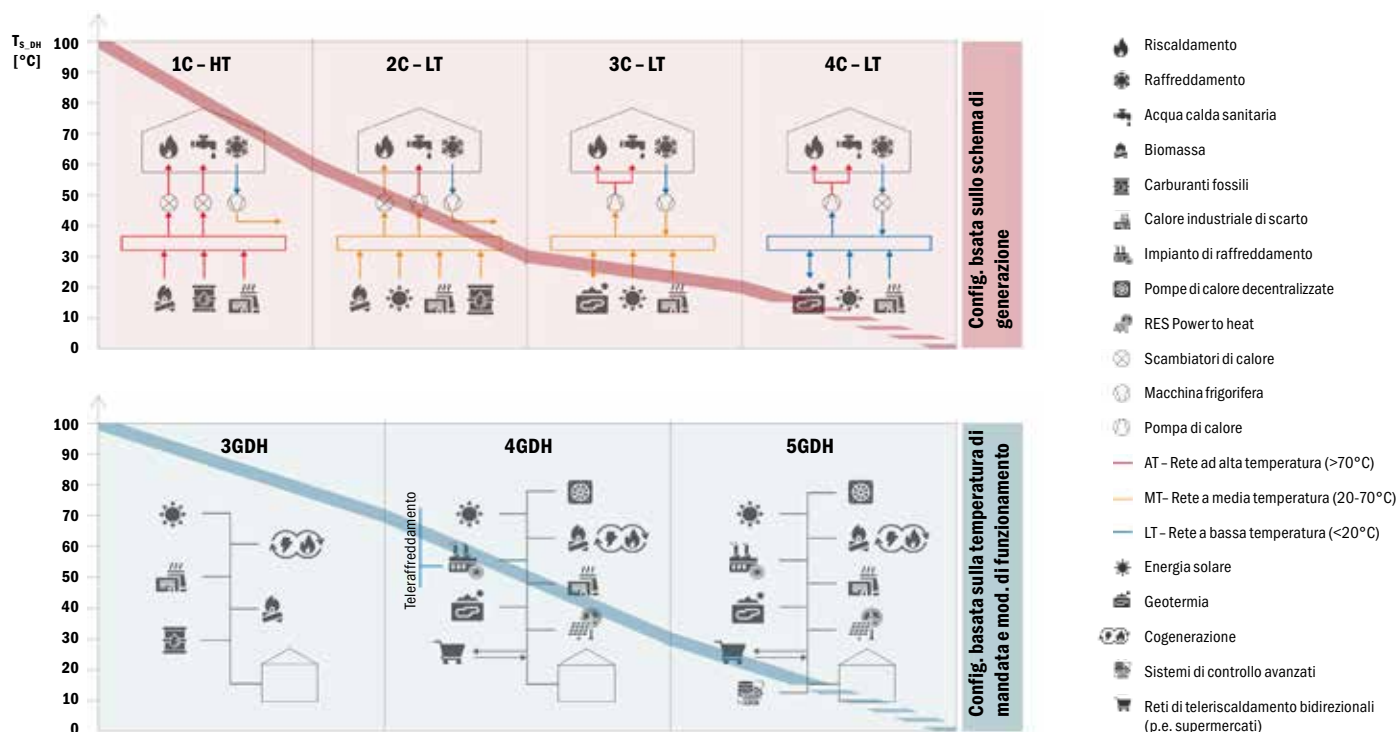 T S_DH
[°C]
100
90
80
70
60
50
40
30
20
10
0
1C – HT
2C – LT
3C – LT
4C – LT
Config. bsata sullo schema di
generazione
100
90
80
70
60
50
40
30
20
10
0
3GDH
4GDH
5GDH
Teleraffreddamento
Config. basata sulla temperatura di
mandata e mod. di funzionamento
Riscaldamento
Raffreddamento
Acqua calda sanitaria
Biomassa
Carburanti fossili
Calore industriale di scarto
Impianto di raffreddamento
Pompe di calore decentralizzate
RES Power to heat
Scambiatori di calore
Macchina frigorifera
Pompa di calore
AT – Rete ad alta temperatura (>70°C)
MT– Rete a media temperatura (20-70°C)
LT – Rete a bassa temperatura (<20°C)
Energia solare
Geotermia
Cogenerazione
Sistemi di controllo avanzati
Reti di teleriscaldamento bidirezionali
(p.e. supermercati)